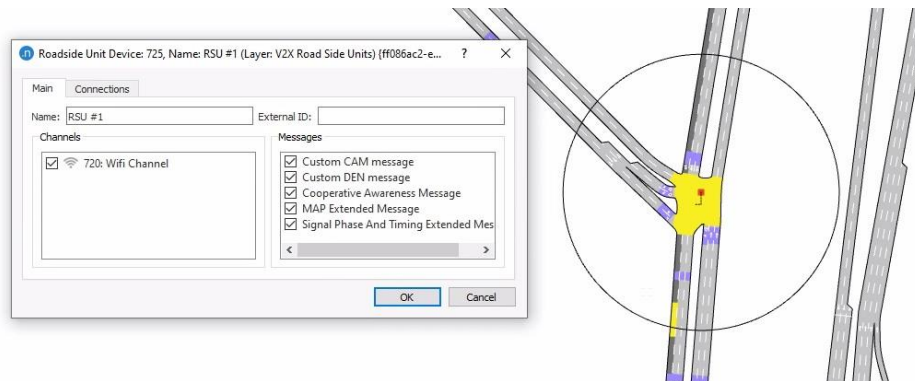 Roadside Unit Device: 725, Name: RSU #1 (Layer: V2X Road Side Units) {ff086ac2-e...
Main
Connections
Name: RSU #1
External ID:
Channels
720: Wifi Channel
Messages
Custom CAM message
Custom DEN message
Cooperative Awareness Message
MAP Extended Message
Signal Phase And Timing Extended Mes
OK
Cancel